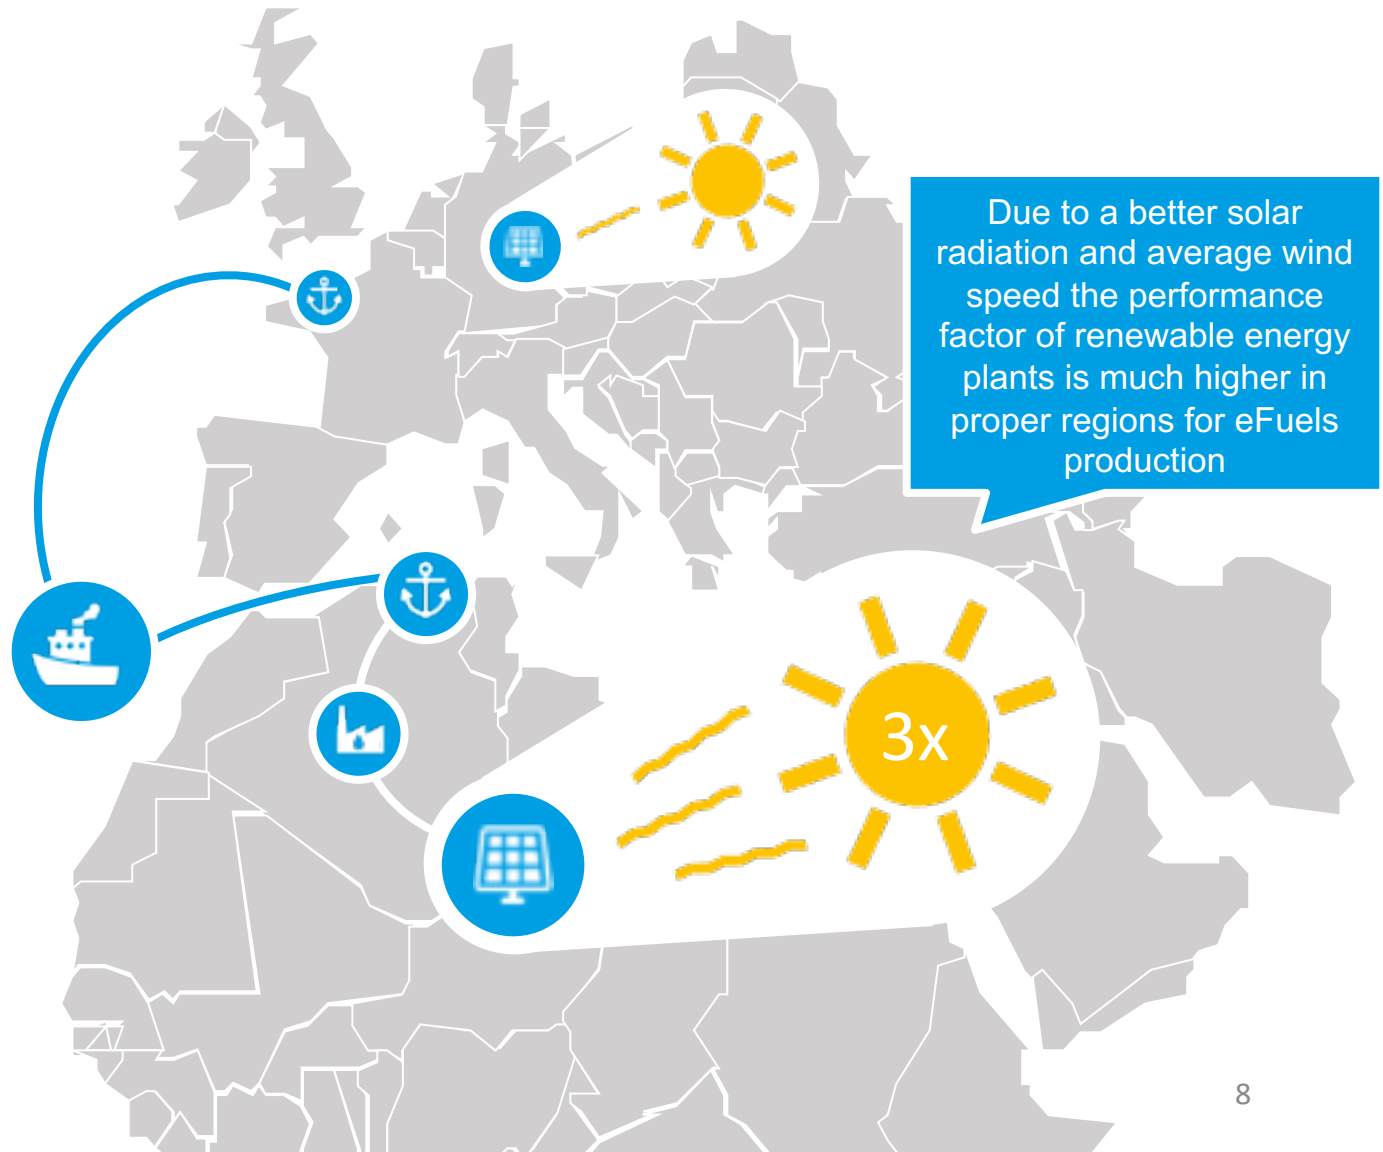 Due to a better solar
radiation and average wind
speed the performance
factor of renewable energy
plants is much higher in
proper regions for eFuels
production
3x
8